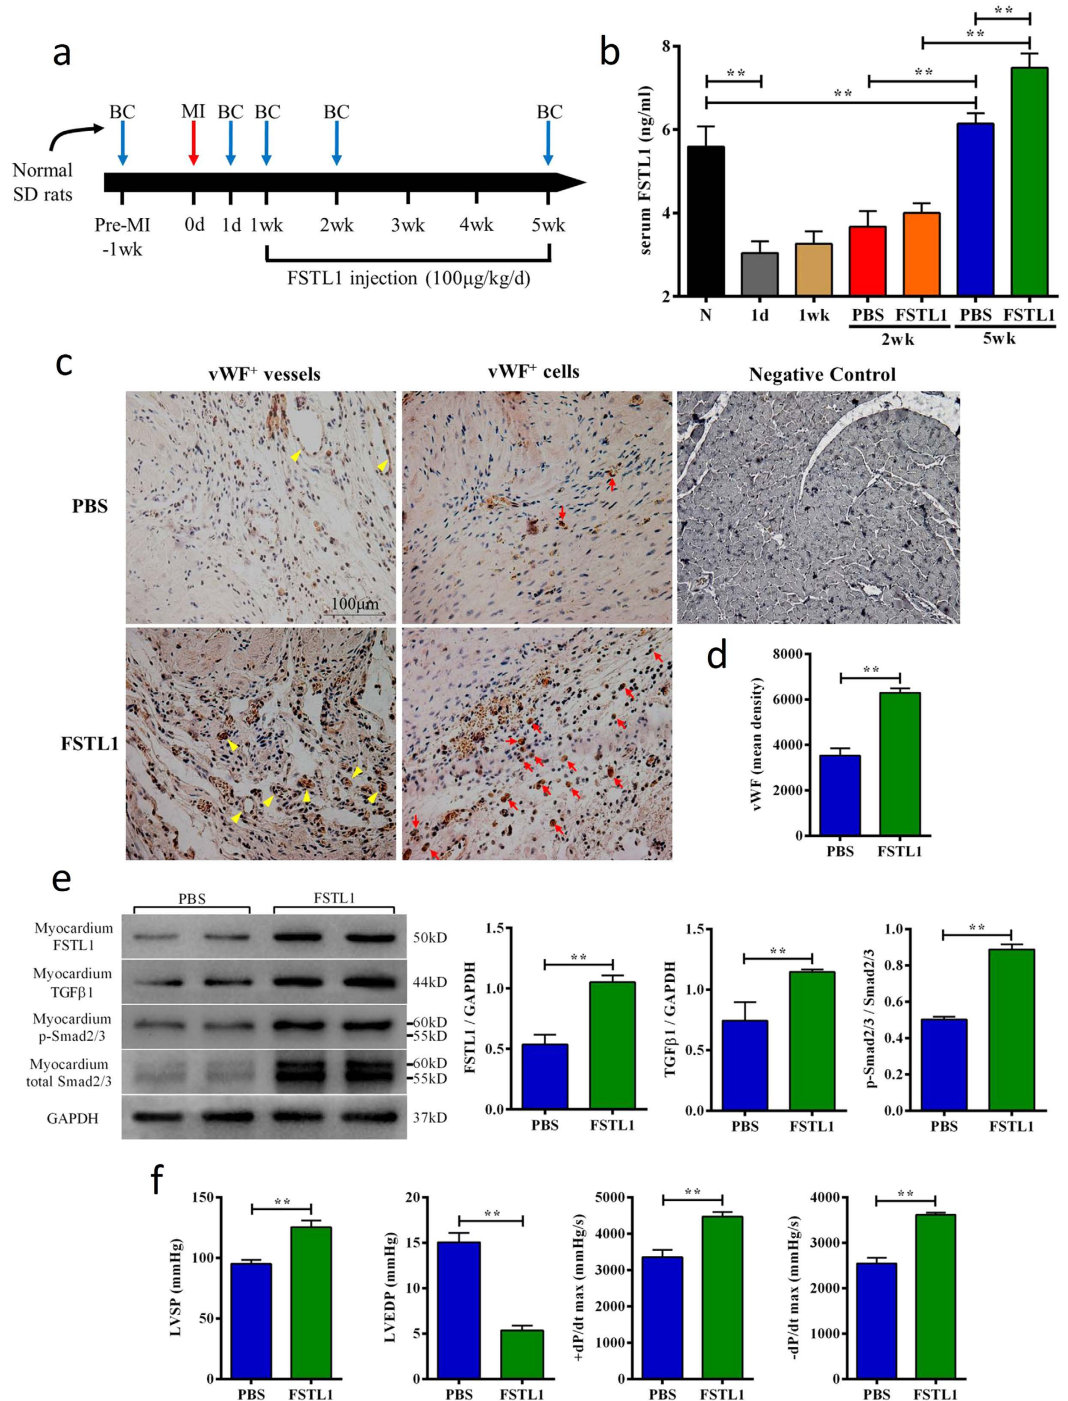 a
BC MI BC BC BC BC
Normal
SD rats
Pre-MI 0d 1d 1wk 2wk 3wk 4wk 5wk
-1wk
FSTL1 injection (100μg/kg/d)
b
serum FSTL1 (ng/ml)
8
6
4
2
**
**
**
**
**
N 1d 1wk PBS FSTL1 PBS FSTL1
2wk 5wk
c
vWF+ vessels vWF+ cells Negative Control
PBS
100μm
FSTL1
d
vWF (mean density)
8000
6000
4000
2000
0
**
PBS FSTL1
e
PBS FSTL1
Myocardium
FSTL1
50kD
Myocardium
TGFβ1
44kD
Myocardium
p-Smad2/3
60kD
55kD
Myocardium
total Smad2/3
60kD
55kD
GAPDH
37kD
FSTL1 / GAPDH
1.5
1.0
0.5
0.0
**
PBS FSTL1
TGFβ1 / GAPDH
1.5
1.0
0.5
0.0
**
PBS FSTL1
p-Smad2/3 / Smad2/3
1.0
0.8
0.6
0.4
0.2
0.0
**
PBS FSTL1
f
LVSP (mmHg)
150
100
50
0
**
PBS FSTL1
LVEDP (mmHg)
20
15
10
5
0
**
PBS FSTL1
+dP/dt max (mmHg/s)
5000
4000
3000
2000
1000
0
**
PBS FSTL1
-dP/dt max (mmHg/s)
4000
3000
2000
1000
0
**
PBS FSTL1